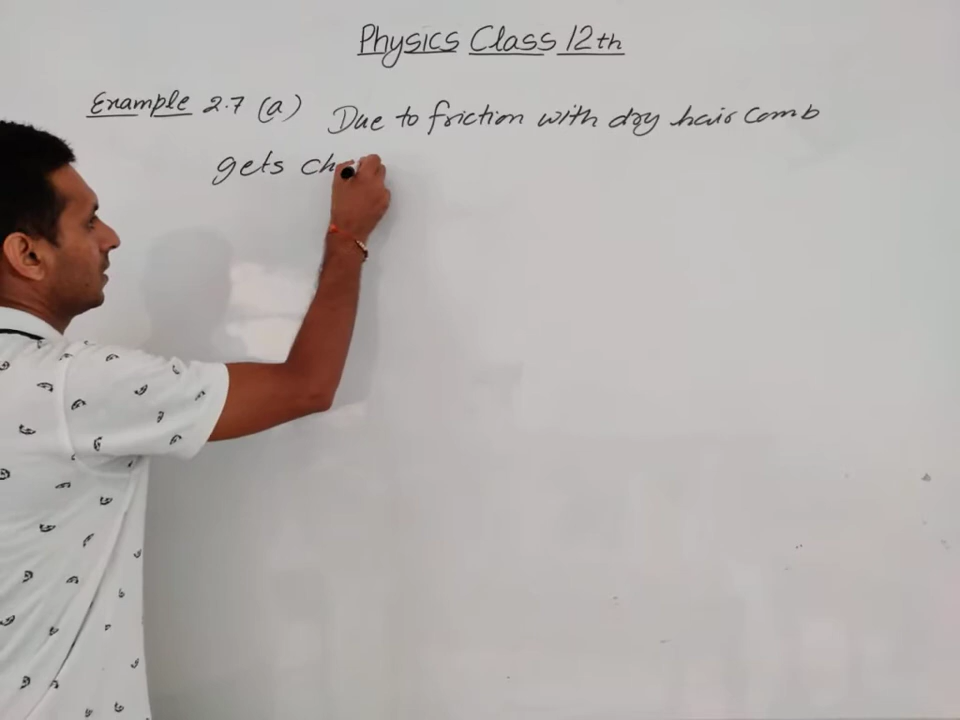 Physics Class 12th
Example 2.7 (a) Due to friction with dry hair comb
gets ch